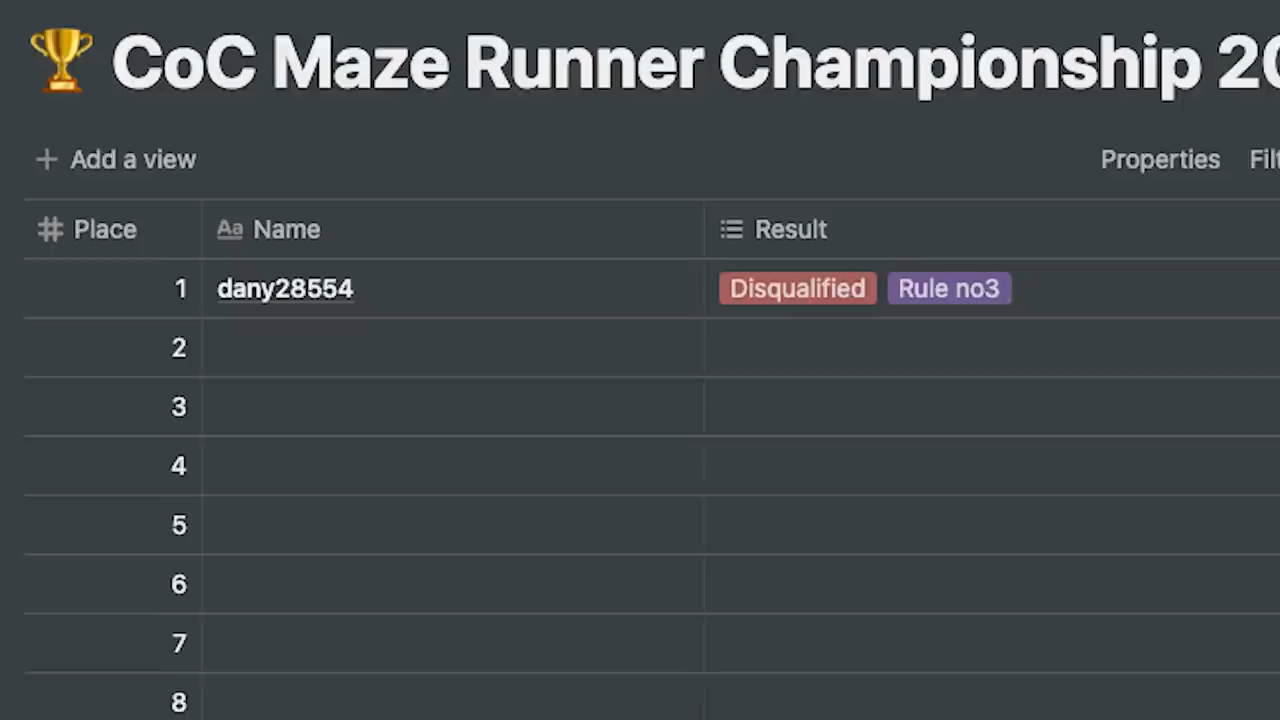 🏆 CoC Maze Runner Championship
+ Add a view Properties
# Place Aa Name Result
1 dany28554 Disqualified Rule no3
2
3
4
5
6
7
8